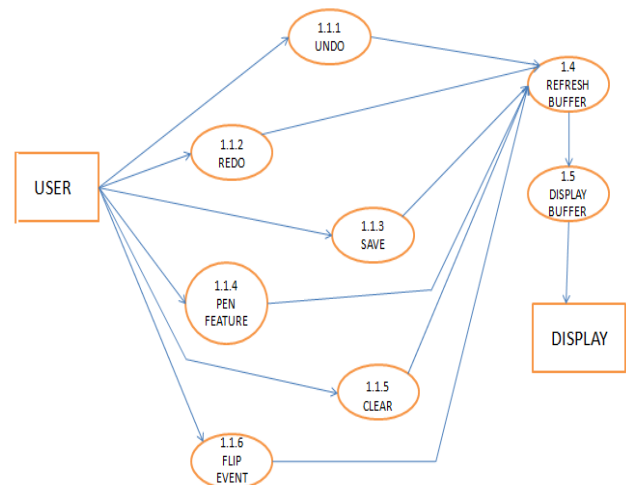 1.1.1
UNDO
1.4
REFRESH
BUFFER
1.1.2
REDO
USER
1.5
DISPLAY
BUFFER
1.1.3
SAVE
1.1.4
PEN
FEATURE
DISPLAY
1.1.5
CLEAR
1.1.6
FLIP
EVENT